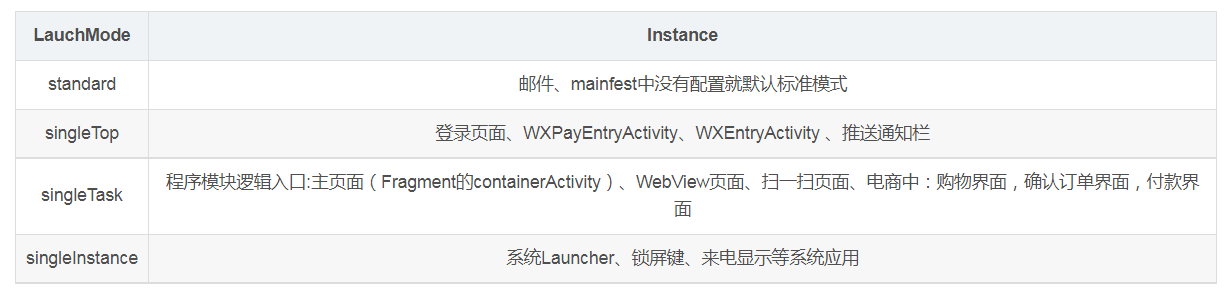 LauchMode Instance
standard 邮件、mainfest中没有配置就默认标准模式
singleTop 登录页面、WXPayEntryActivity、WXEntryActivity 、推送通知栏
singleTask 程序模块逻辑入口:主页面（Fragment的containerActivity）、WebView页面、扫一扫页面、电商中：购物界面，确认订单界面，付款界
面
singleInstance 系统Launcher、锁屏键、来电显示等系统应用